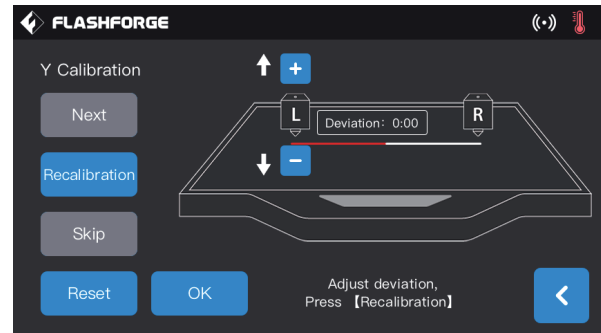 FLASHFORGE
Y Calibration
+
Next
L
Deviation: 0:00
R
Recalibration
−
Skip
Reset
OK
Adjust deviation,
Press 【Recalibration】